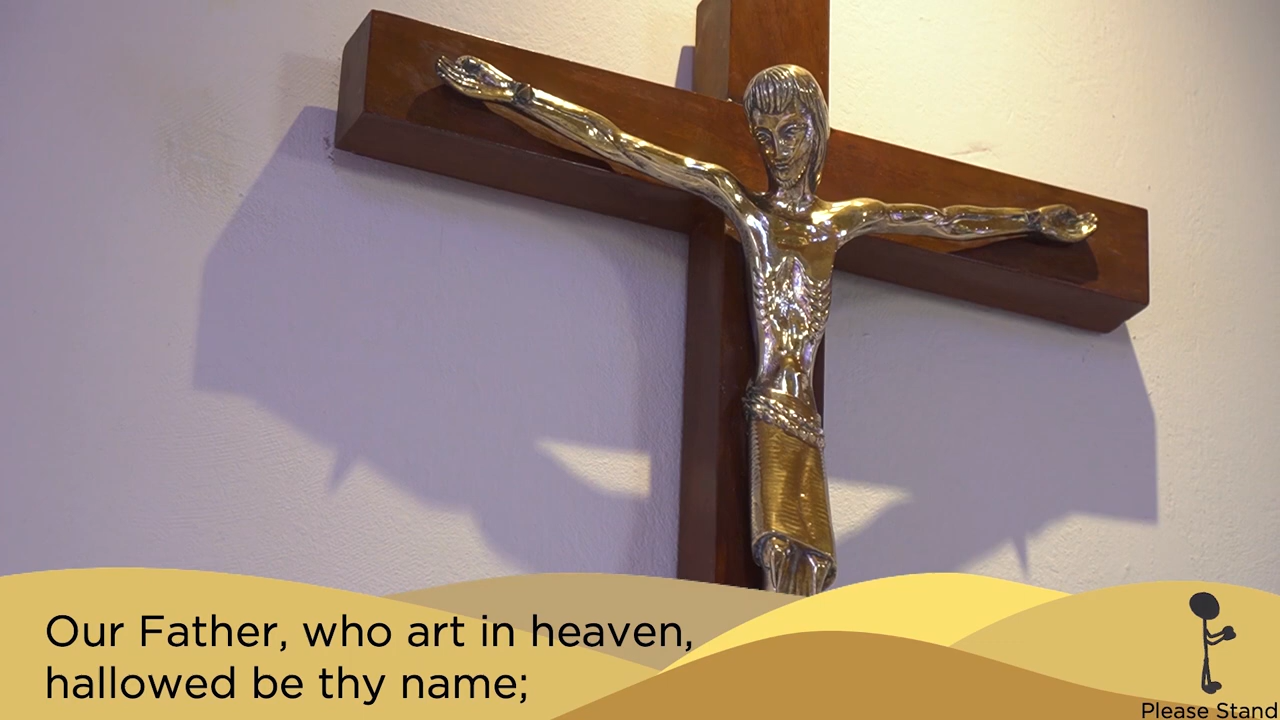 Our Father, who art in heaven,
hallowed be thy name;
Please Stand